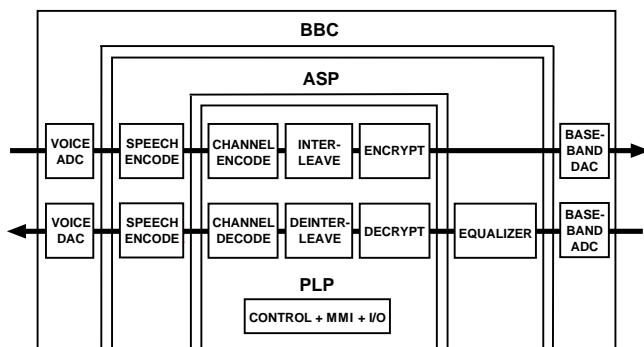 BBC
ASP
VOICE
ADC
SPEECH
ENCODE
CHANNEL
ENCODE
INTER-
LEAVE
ENCRYPT
BASE-
BAND
DAC
VOICE
DAC
SPEECH
ENCODE
CHANNEL
DECODE
DEINTER-
LEAVE
DECRYPT
EQUALIZER
BASE-
BAND
ADC
PLP
CONTROL + MMI + I/O